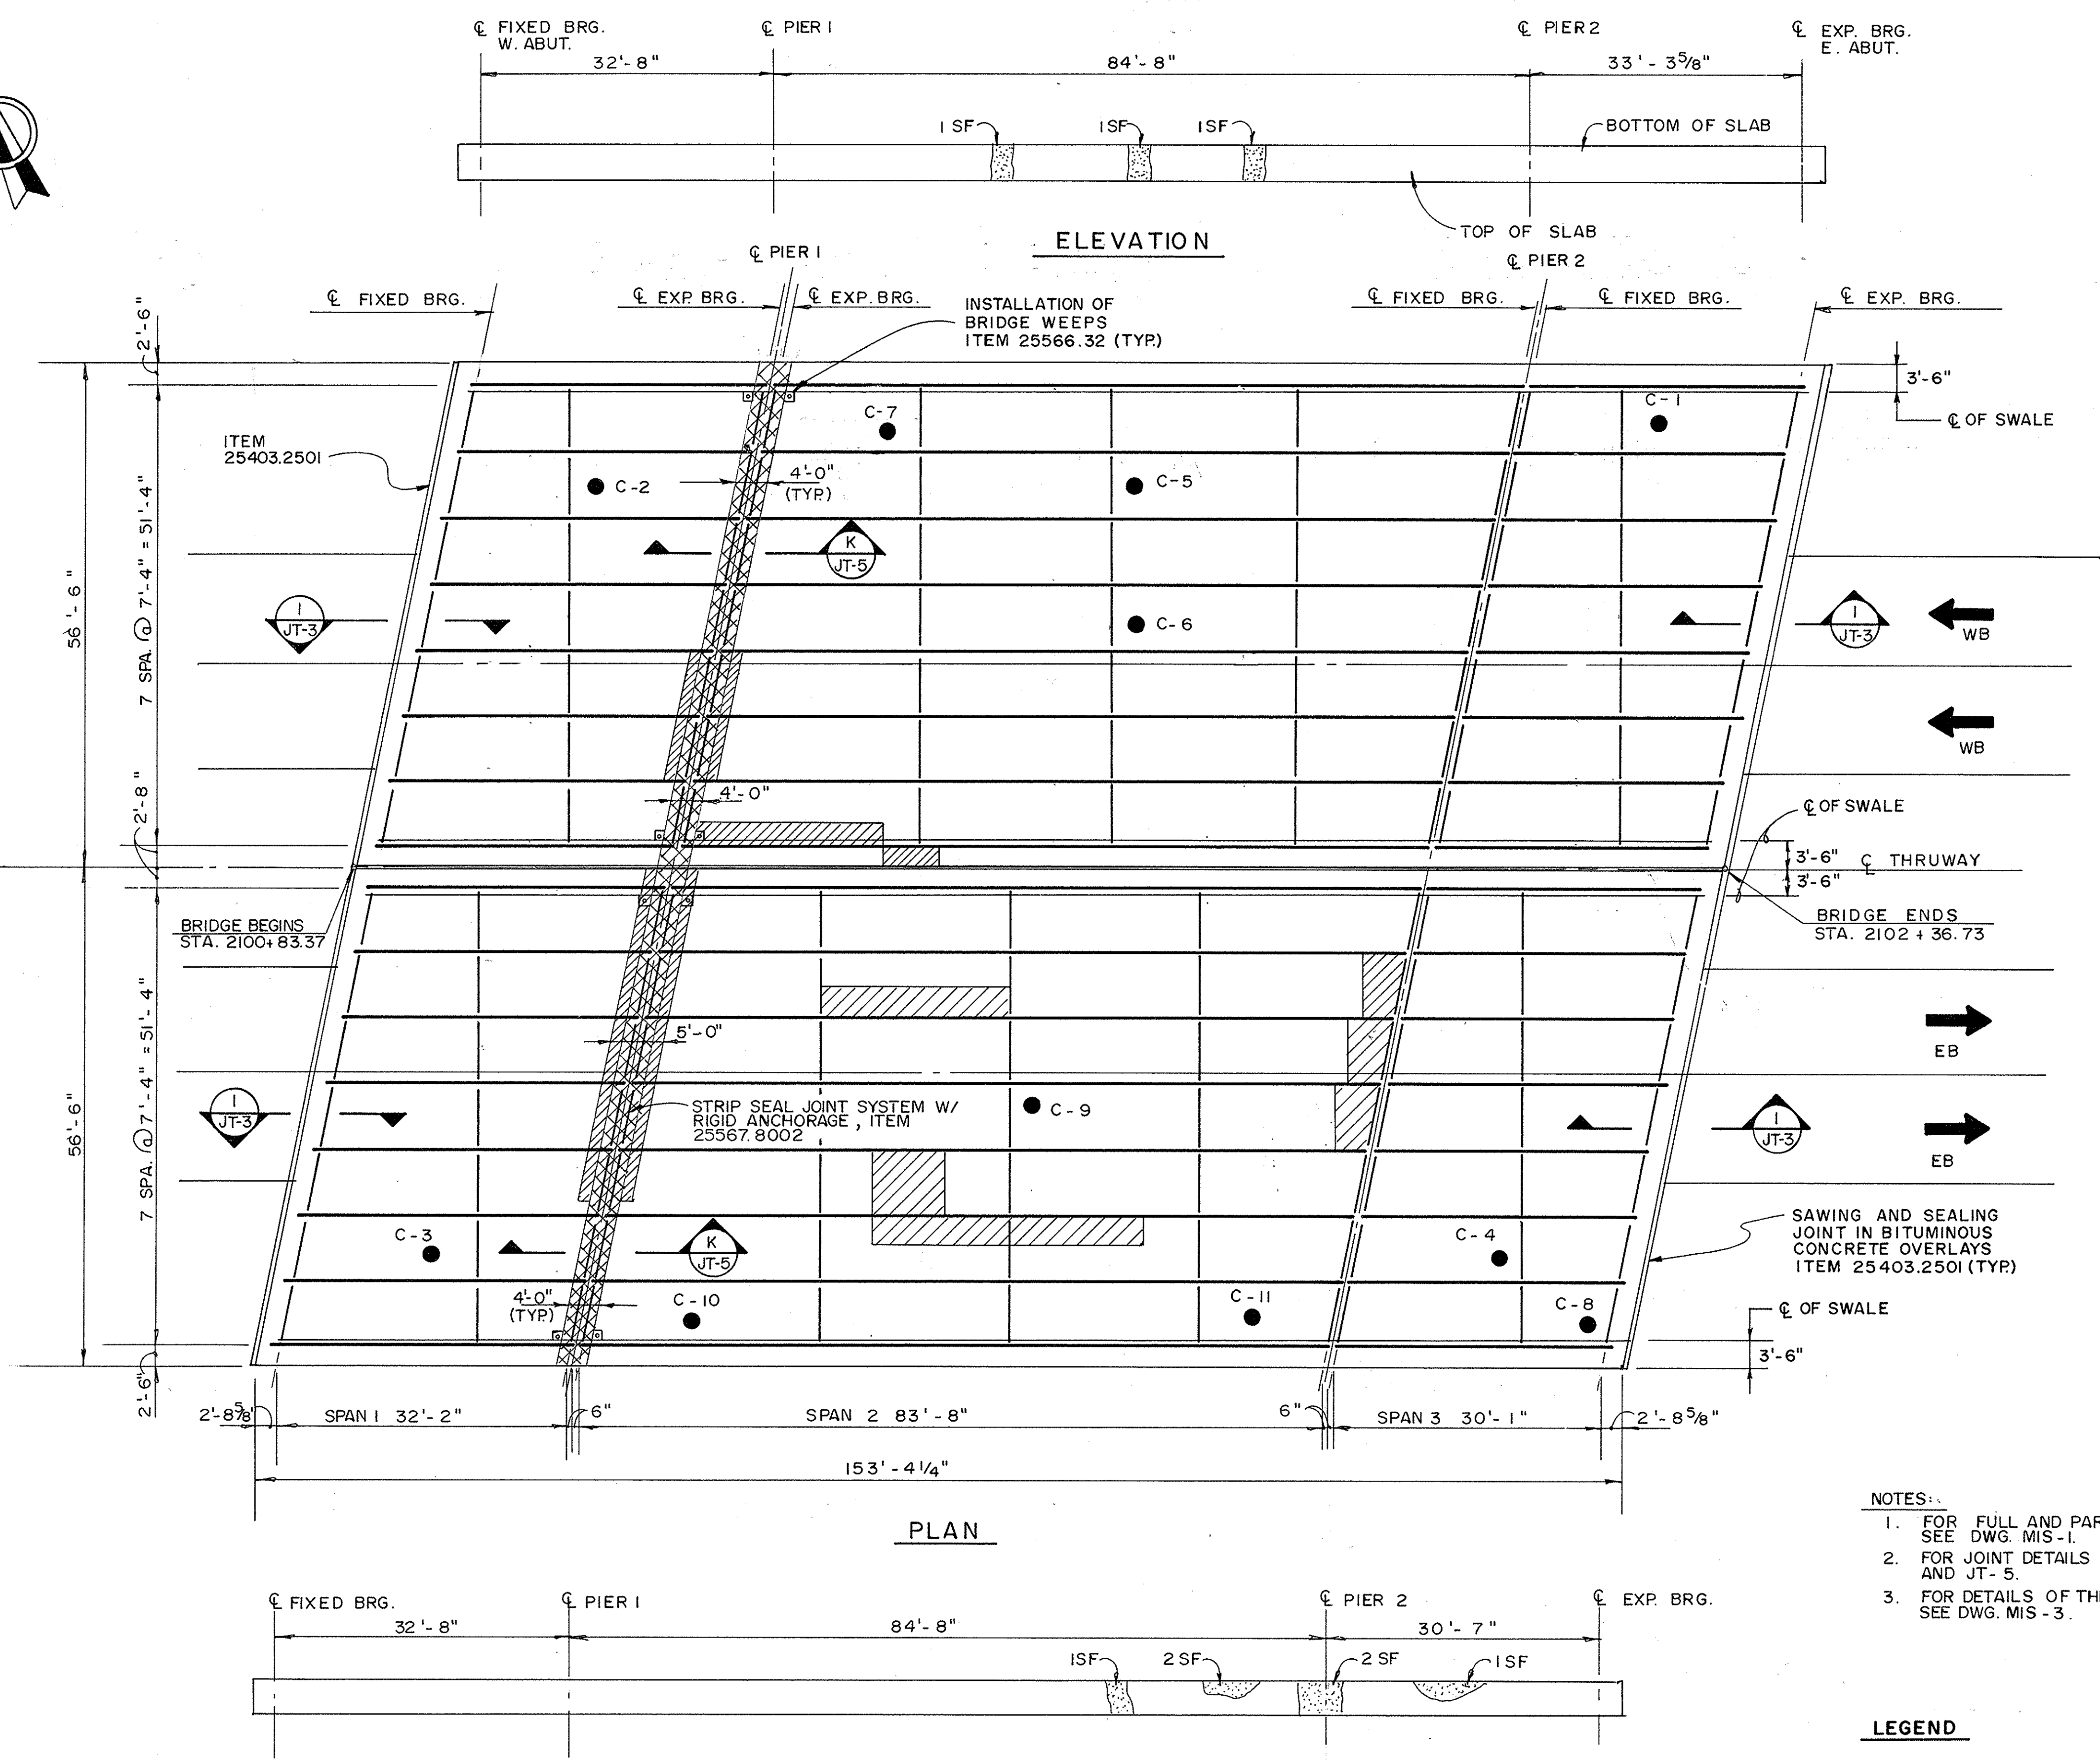 ℄ FIXED BRG.
W. ABUT.
℄ PIER 1
℄ PIER 2
℄ EXP. BRG.
E. ABUT.
32'-8"
84'-8"
33'-3 5/8"
1 SF
1SF
1SF
BOTTOM OF SLAB
TOP OF SLAB
ELEVATION
℄ PIER 1
℄ PIER 2
℄ FIXED BRG.
℄ EXP. BRG.
℄ EXP. BRG.
INSTALLATION OF
BRIDGE WEEPS
ITEM 25566.32 (TYP.)
℄ FIXED BRG.
℄ FIXED BRG.
℄ EXP. BRG.
2'-6"
3'-6"
℄ OF SWALE
C-7
C-1
ITEM
25403.2501
C-2
4'-0"
(TYP.)
C-5
K
JT-5
56'-6"
7 SPA. @ 7'-4" = 51'-4"
1
JT-3
C-6
1
JT-3
WB
WB
4'-0"
2'-8"
℄ OF SWALE
3'-6"
℄ THRUWAY
3'-6"
BRIDGE BEGINS
STA. 2100+83.37
BRIDGE ENDS
STA. 2102+36.73
5'-0"
EB
56'-6"
7 SPA. @ 7'-4" = 51'-4"
1
JT-3
STRIP SEAL JOINT SYSTEM W/
RIGID ANCHORAGE, ITEM
25567.8002
C-9
1
JT-3
EB
C-3
K
JT-5
C-4
SAWING AND SEALING
JOINT IN BITUMINOUS
CONCRETE OVERLAYS
ITEM 25403.2501 (TYP.)
4'-0"
(TYP.)
C-10
C-11
C-8
℄ OF SWALE
3'-6"
2'-6"
2'-8 5/8"
SPAN 1 32'-2"
6"
SPAN 2 83'-8"
6"
SPAN 3 30'-1"
2'-8 5/8"
153'-4 1/4"
PLAN
NOTES:
1. FOR FULL AND PAR
SEE DWG. MIS-1.
2. FOR JOINT DETAILS
AND JT-5.
3. FOR DETAILS OF TH
SEE DWG. MIS-3.
℄ FIXED BRG.
℄ PIER 1
℄ PIER 2
℄ EXP. BRG.
32'-8"
84'-8"
30'-7"
1SF
2 SF
2 SF
1SF
LEGEND